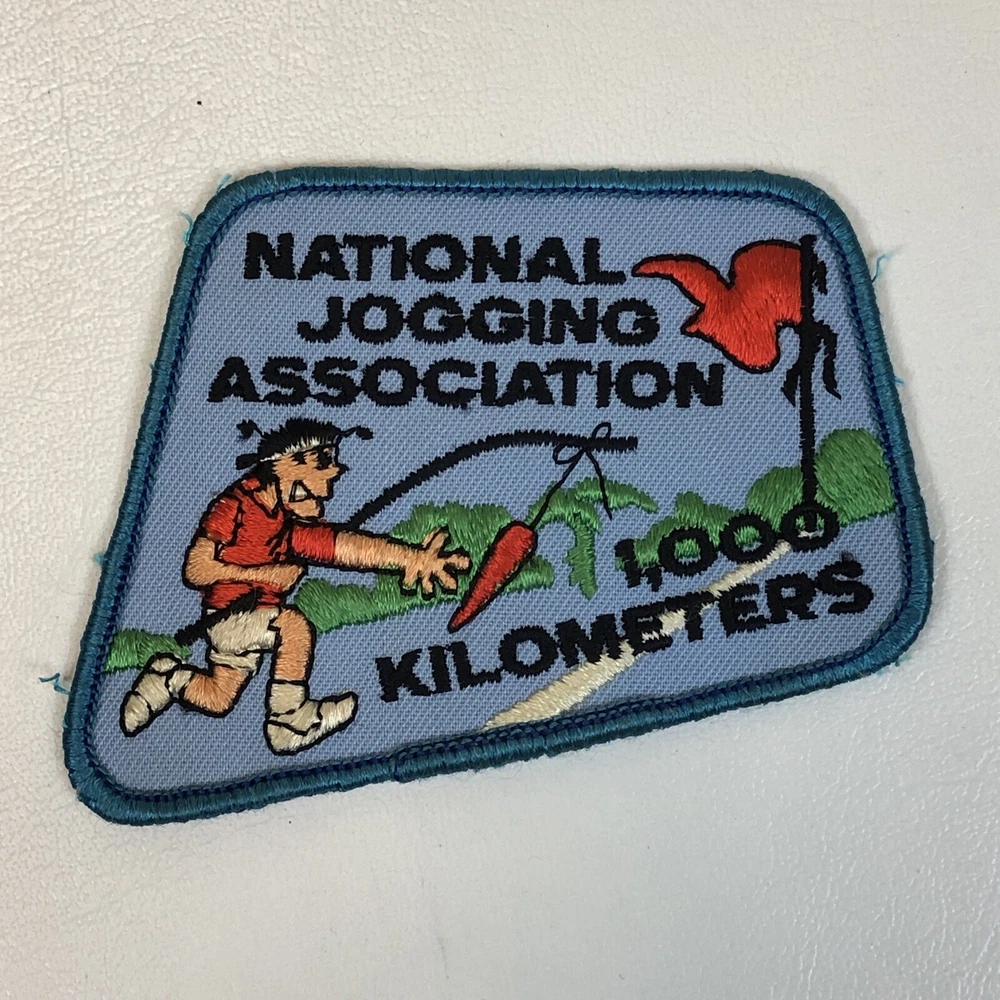 NATIONAL
JOGGING
ASSOCIATION
1,000
KILOMETERS